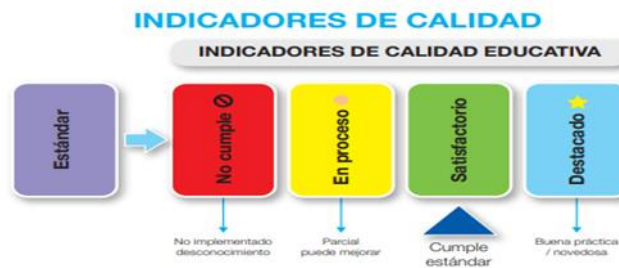 INDICADORES DE CALIDAD
INDICADORES DE CALIDAD EDUCATIVA
Estándar
No cumple
En proceso
Satisfactorio
Destacado
No implementado
desconocimiento
Parcial
puede mejorar
Cumple
estándar
Buena práctica
/ novedosa